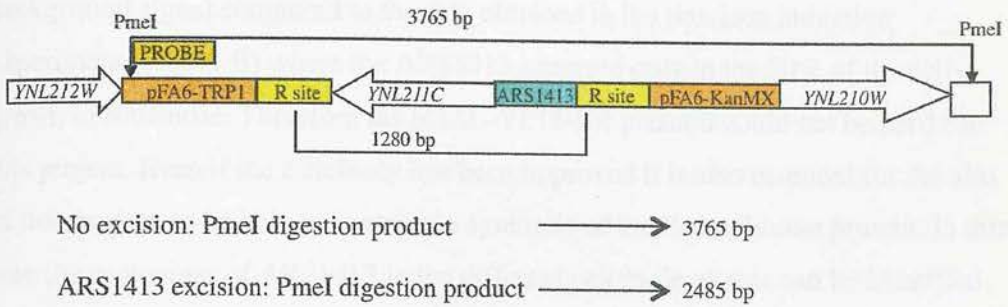 PmeI 3765 bp PmeI
PROBE
YNL212W pFA6-TRP1 R site YNL211C ARS1413 R site pFA6-KanMX YNL210W
1280 bp
No excision: PmeI digestion product 3765 bp
ARS1413 excision: PmeI digestion product 2485 bp